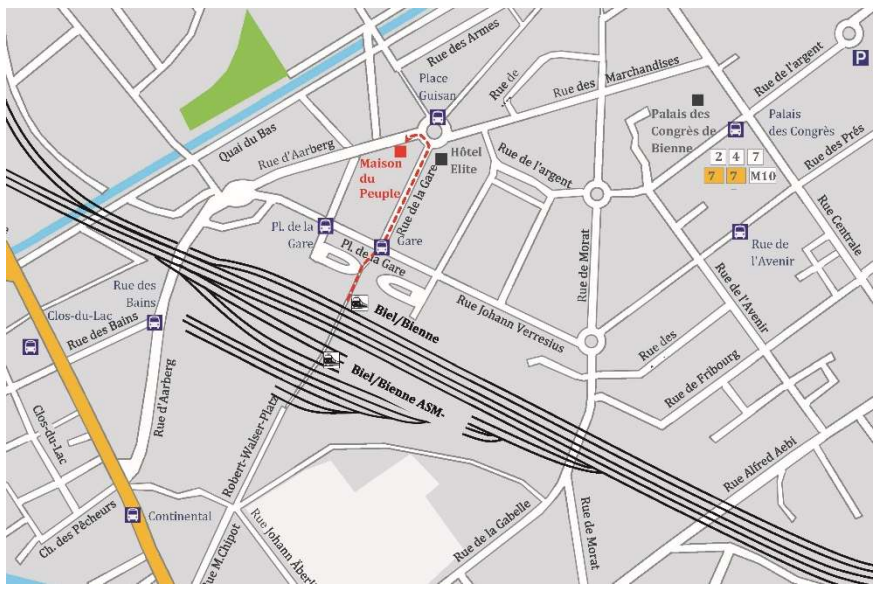 Rue des Armes
Place
Guisan
Rue de
Rue des Marchandises
Rue de l'argent
P
Quai du Bas
Rue d'Aarberg
Maison
du
Peuple
Hôtel
Elite
Rue de la Gare
Rue de l'argent
Palais des
Congrès de
Bienne
Palais
des Congrès
2 4 7
7 7 M10
Rue des Prés
Pl. de la
Gare
Gare
Pl. de la Gare
Rue de Morat
Rue Centrale
Rue de
l'Avenir
Rue de l'Avenir
Rue des
Bains
Clos-du-Lac
Rue des Bains
Biel/Bienne
Rue Johann Verresius
Rue des
Biel/Bienne ASM-
Rue de Fribourg
Rue d'Aarberg
Clos-du-Lac
Robert-Walser-Platz
Rue Alfred Aebi
Continental
Ch. des Pêcheurs
Rue M.Chipot
Rue Johann Äberl
Rue de la Gabelle
Rue de Morat